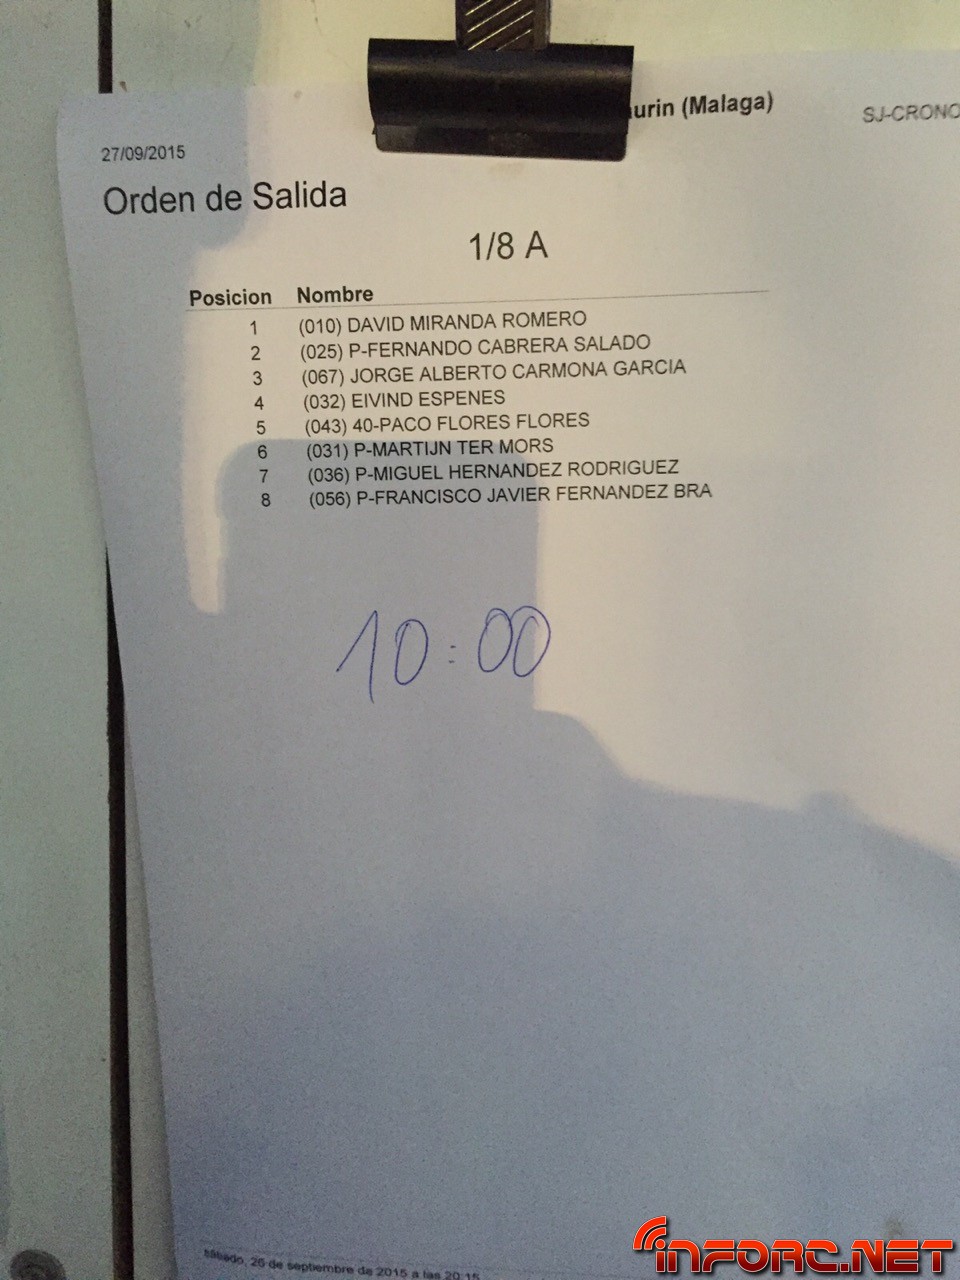 aurin (Malaga)
SJ-CRONO
27/09/2015
Orden de Salida
1/8 A
Posicion Nombre
1 (010) DAVID MIRANDA ROMERO
2 (025) P-FERNANDO CABRERA SALADO
3 (067) JORGE ALBERTO CARMONA GARCIA
4 (032) EIVIND ESPENES
5 (043) 40-PACO FLORES FLORES
6 (031) P-MARTIJN TER MORS
7 (036) P-MIGUEL HERNANDEZ RODRIGUEZ
8 (056) P-FRANCISCO JAVIER FERNANDEZ BRA
10:00
sábado, 26 de septiembre de 2015 a las 20:15
INFORC.NET